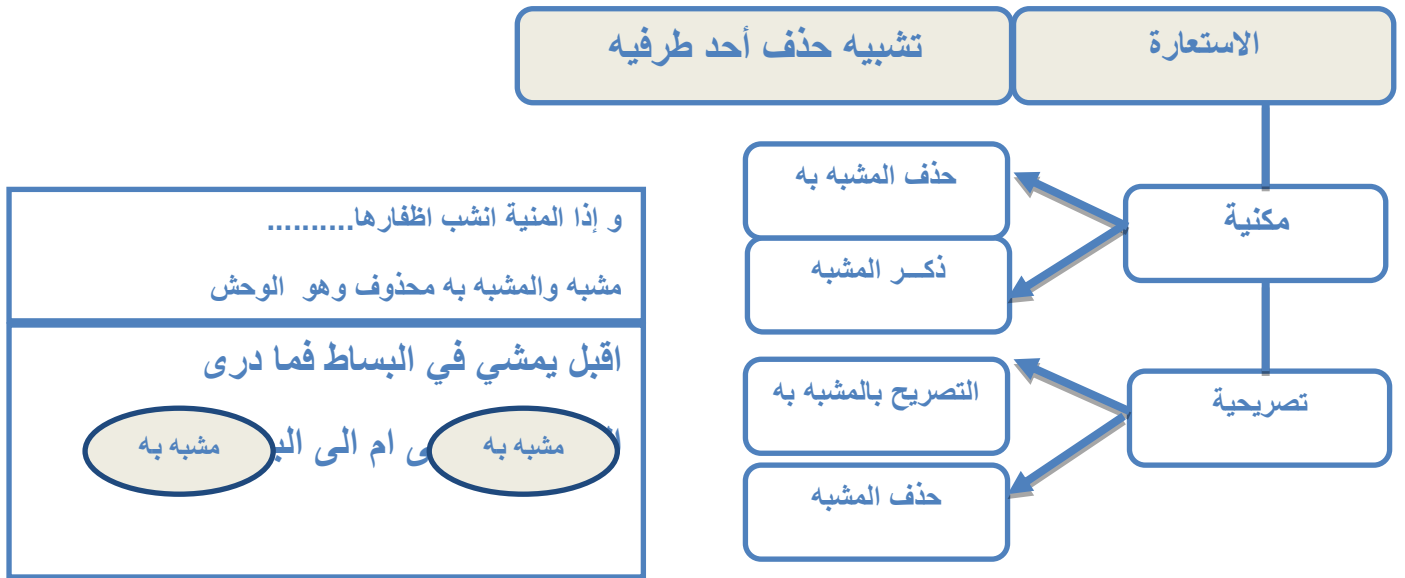 الاستعارة
تشبيه حذف أحد طرفيه
مكنية
حذف المشبه به
ذكـــر المشبه
تصريحية
التصريح بالمشبه به
حذف المشبه
و إذا المنية انشب اظفارها..........
مشبه والمشبه به محذوف وهو الوحش
اقبل يمشي في البساط فما درى
مشبه به ام الى مشبه به